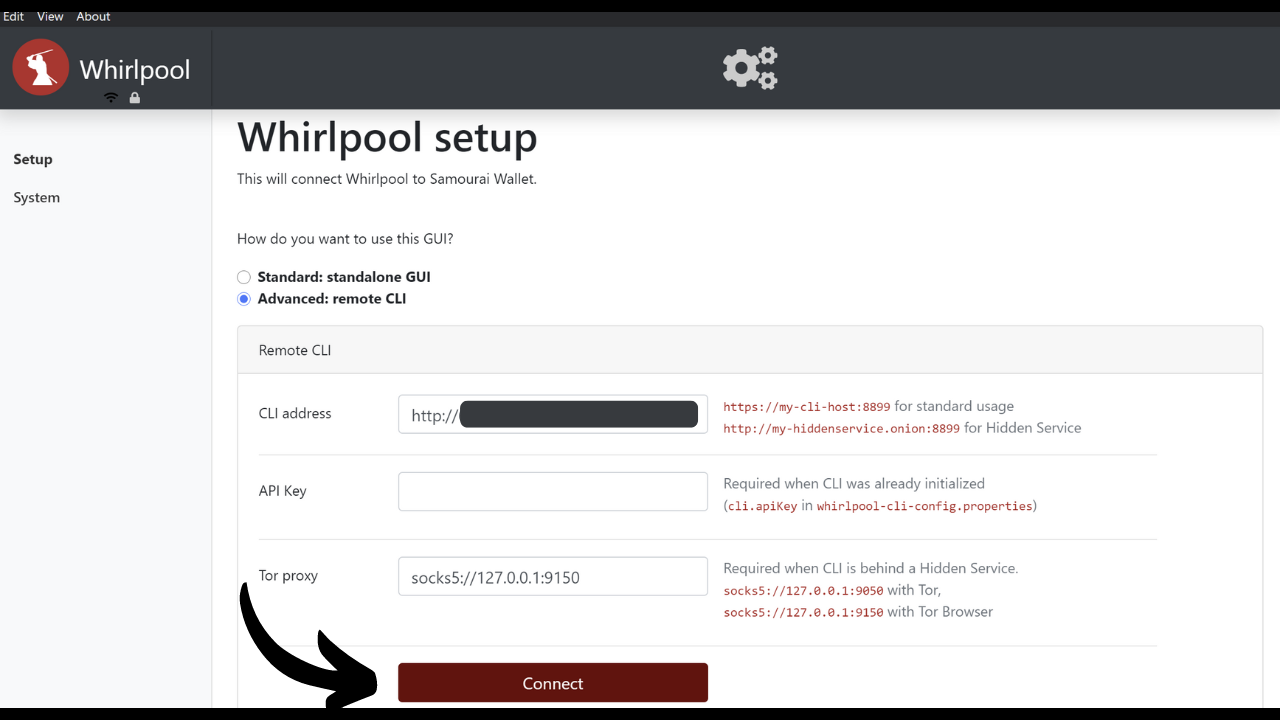 Edit View About
Whirlpool
Setup
System
Whirlpool setup
This will connect Whirlpool to Samourai Wallet.
How do you want to use this GUI?
Standard: standalone GUI
Advanced: remote CLI
Remote CLI
CLI address
http://
https://my-cli-host:8899 for standard usage
http://my-hiddenservice.onion:8899 for Hidden Service
API Key
Required when CLI was already initialized
(cli.apiKey in whirlpool-cli-config.properties)
Tor proxy
socks5://127.0.0.1:9150
Required when CLI is behind a Hidden Service.
socks5://127.0.0.1:9050 with Tor,
socks5://127.0.0.1:9150 with Tor Browser
Connect